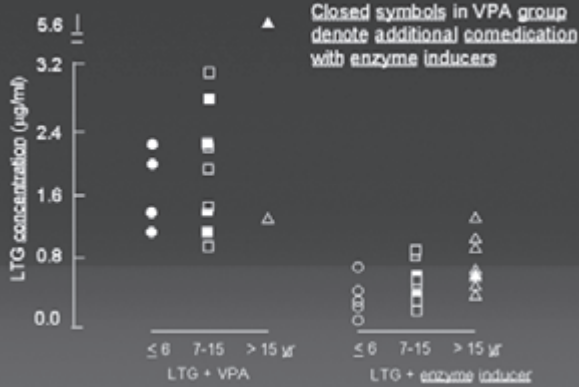 Closed symbols in VPA group
denote additional comedication
with enzyme inducers
LTG concentration (µg/ml)
5.6
3.2
2.4
1.6
0.8
0.0
≤ 6 7-15 > 15 yr ≤ 6 7-15 > 15 yr
LTG + VPA LTG + enzyme inducer